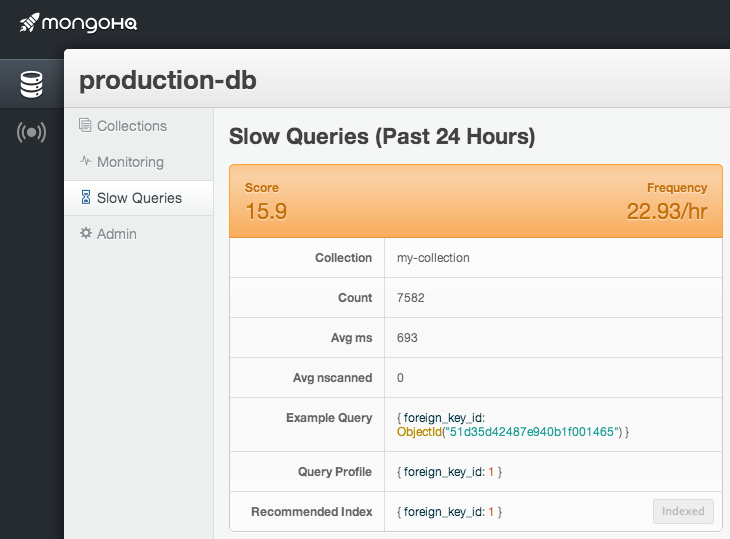 mongoHQ
production-db
Collections
Monitoring
Slow Queries
Admin
Slow Queries (Past 24 Hours)
Score Frequency
15.9 22.93/hr
Collection my-collection
Count 7582
Avg ms 693
Avg nscanned 0
Example Query { foreign_key_id:
ObjectId("51d35d42487e940b1f001465") }
Query Profile { foreign_key_id: 1 }
Recommended Index { foreign_key_id: 1 } Indexed